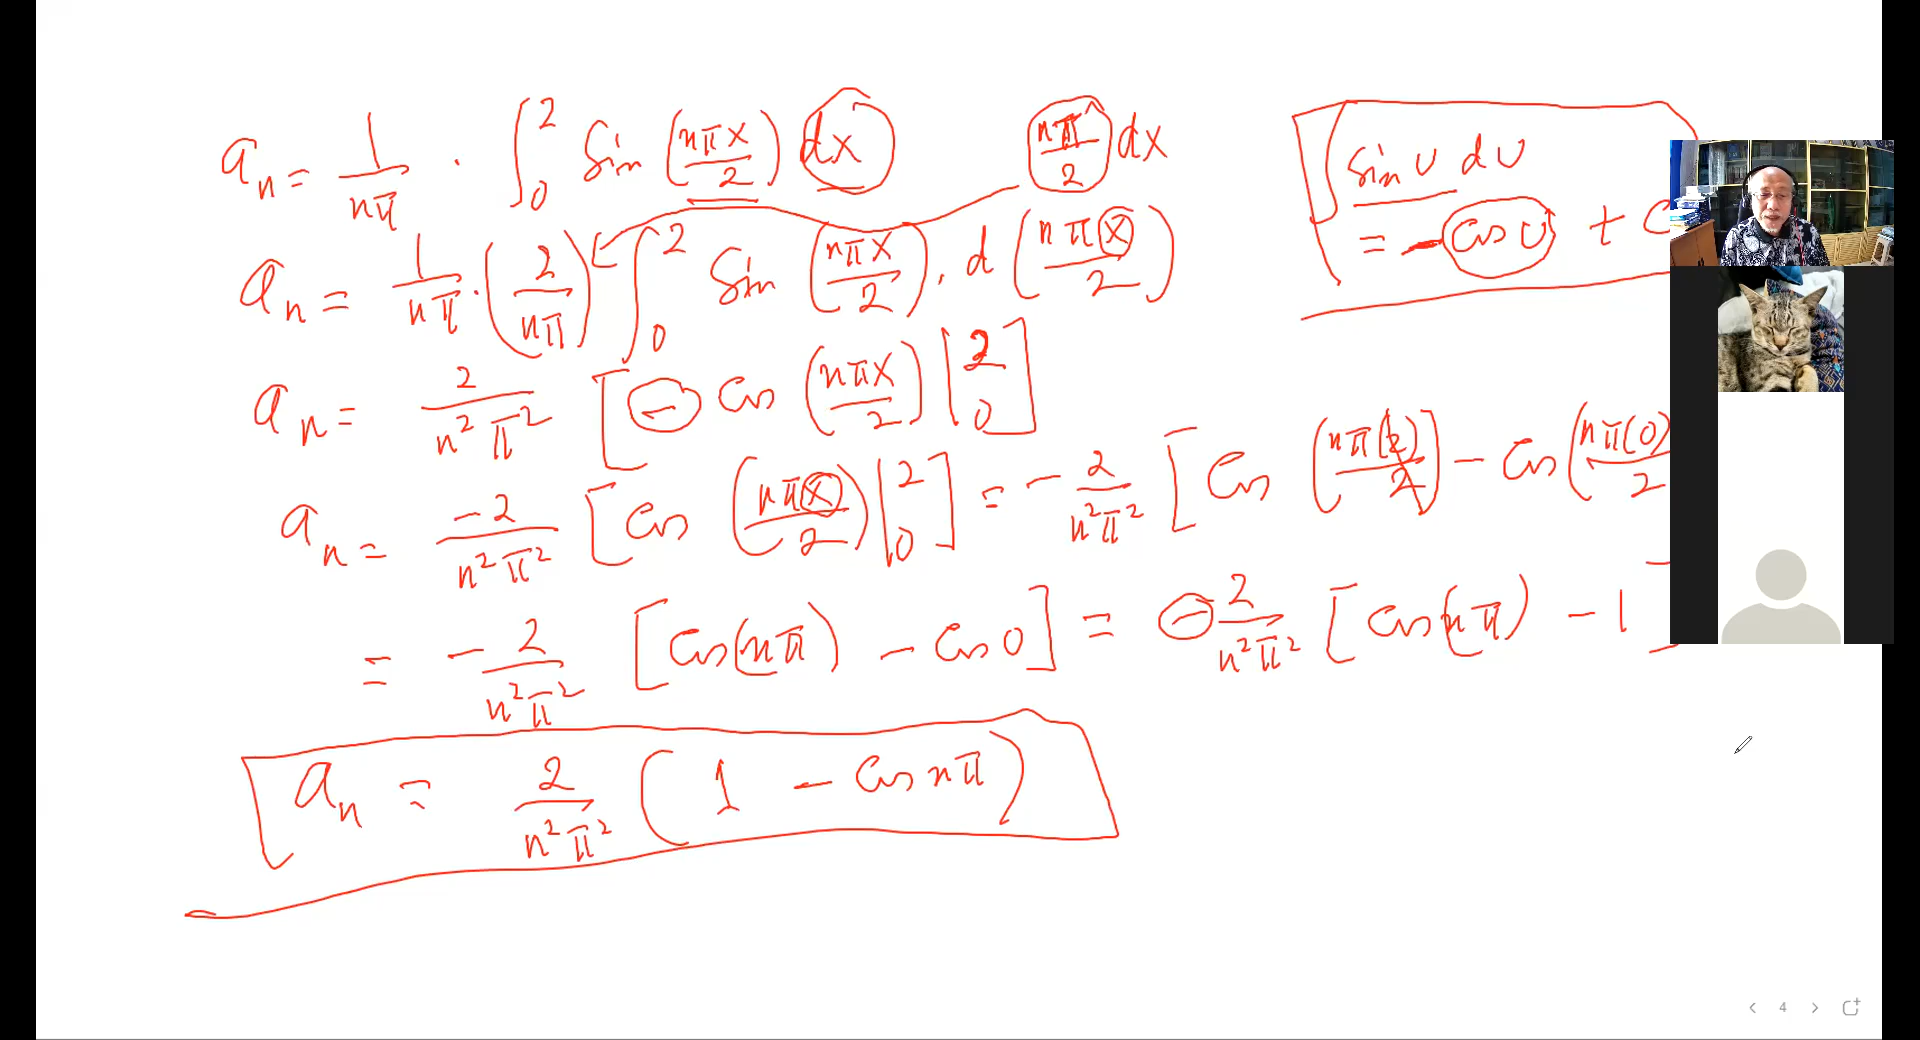 aₙ = 1/nπ · ∫₀² Sin (nπx/2) dx nπ/2 dx
∫ Sin U dU
= - Cos U + C
aₙ = 1/nπ · (2/nπ) ∫₀² Sin (nπx/2) · d (nπx/2)
aₙ = 2/n²π² [ - Cos (nπx/2) |₀² ]
aₙ = -2/n²π² [ Cos (nπx/2) |₀² ] = - 2/n²π² [ Cos (nπ(2)/2) - Cos (nπ(0)/2
= - 2/n²π² [ Cos(nπ) - Cos 0 ] = - 2/n²π² [ Cos(nπ) - 1 ]
aₙ = 2/n²π² ( 1 - Cos nπ )
4